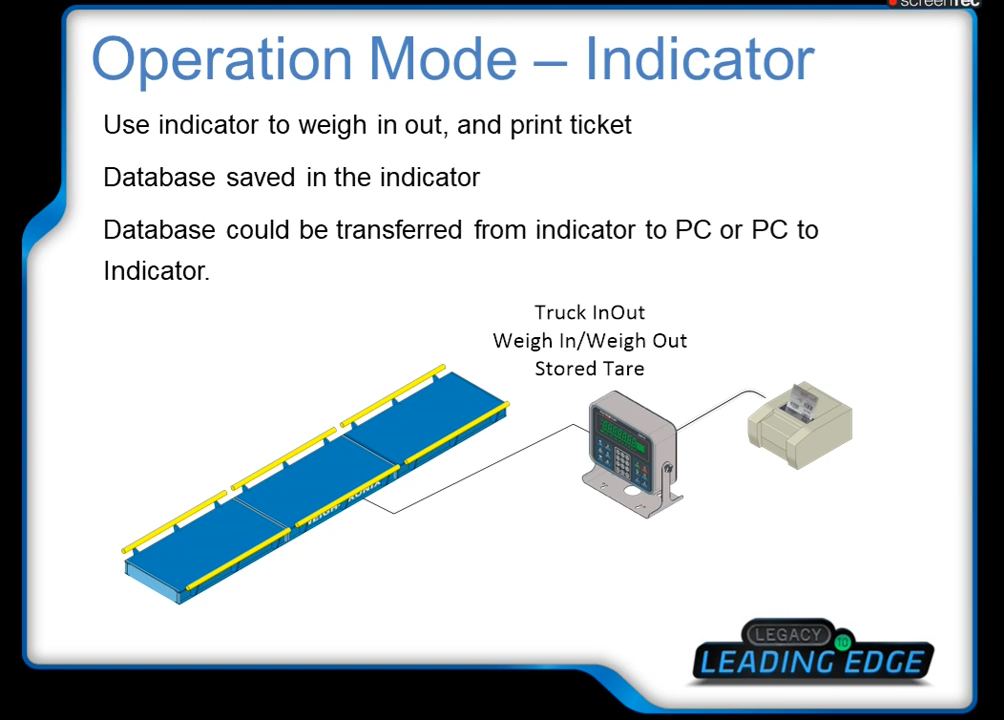 Operation Mode – Indicator
Use indicator to weigh in out, and print ticket
Database saved in the indicator
Database could be transferred from indicator to PC or PC to
Indicator.
Truck InOut
Weigh In/Weigh Out
Stored Tare
LEGACY
TO
LEADING EDGE